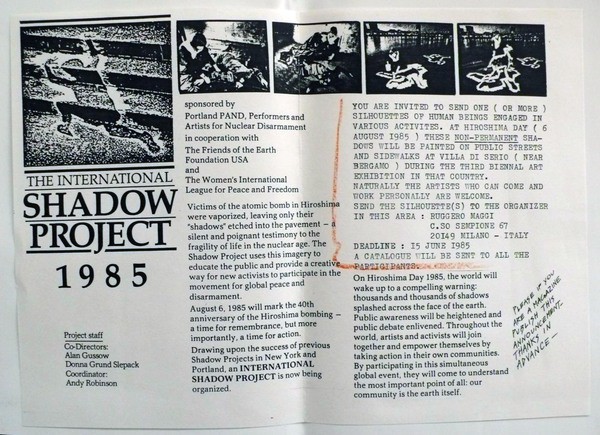 THE INTERNATIONAL
SHADOW
PROJECT
1985
Project staff
Co-Directors:
Alan Gussow
Donna Grund Slepack
Coordinator:
Andy Robinson
sponsored by
Portland PAND, Performers and
Artists for Nuclear Disarmament
in cooperation with
The Friends of the Earth
Foundation USA
and
The Women's International
League for Peace and Freedom
Victims of the atomic bomb in Hiroshima
were vaporized, leaving only their
"shadows" etched into the pavement – a
silent and poignant testimony to the
fragility of life in the nuclear age. The
Shadow Project uses this imagery to
educate the public and provide a creative
way for new activists to participate in the
movement for global peace and
disarmament.
August 6, 1985 will mark the 40th
anniversary of the Hiroshima bombing –
a time for remembrance, but more
importantly, a time for action.
Drawing upon the success of previous
Shadow Projects in New York and
Portland, an INTERNATIONAL
SHADOW PROJECT is now being
organized.
YOU ARE INVITED TO SEND ONE ( OR MORE )
SILHOUETTES OF HUMAN BEINGS ENGAGED IN
VARIOUS ACTIVITES. AT HIROSHIMA DAY ( 6
AUGUST 1985 ) THESE NON-PERMANENT SHA-
DOWS WILL BE PAINTED ON PUBLIC STREETS
AND SIDEWALKS AT VILLA DI SERIO ( NEAR
BERGAMO ) DURING THE THIRD BIENNAL ART
EXHIBITION IN THAT COUNTRY.
NATURALLY THE ARTISTS WHO CAN COME AND
WORK PERSONALLY ARE WELCOME.
SEND THE SILHOUETTE(S) TO THE ORGANIZER
IN THIS AREA : RUGGERO MAGGI
C.SO SEMPIONE 67
20149 MILANO - ITALY
DEADLINE : 15 JUNE 1985
A CATALOGUE WILL BE SENT TO ALL THE
PARTICIPANTS.
On Hiroshima Day 1985, the world will
wake up to a compelling warning:
thousands and thousands of shadows
splashed across the face of the earth.
Public awareness will be heightened and
public debate enlivened. Throughout the
world, artists and activists will join
together and empower themselves by
taking action in their own communities.
By participating in this simultaneous
global event, they will come to understand
the most important point of all: our
community is the earth itself.
PLEASE IF YOU
ARE A MAGAZINE
PUBLISH THIS
ANNOUNCEMENT.
THANKS IN
ADVANCE –